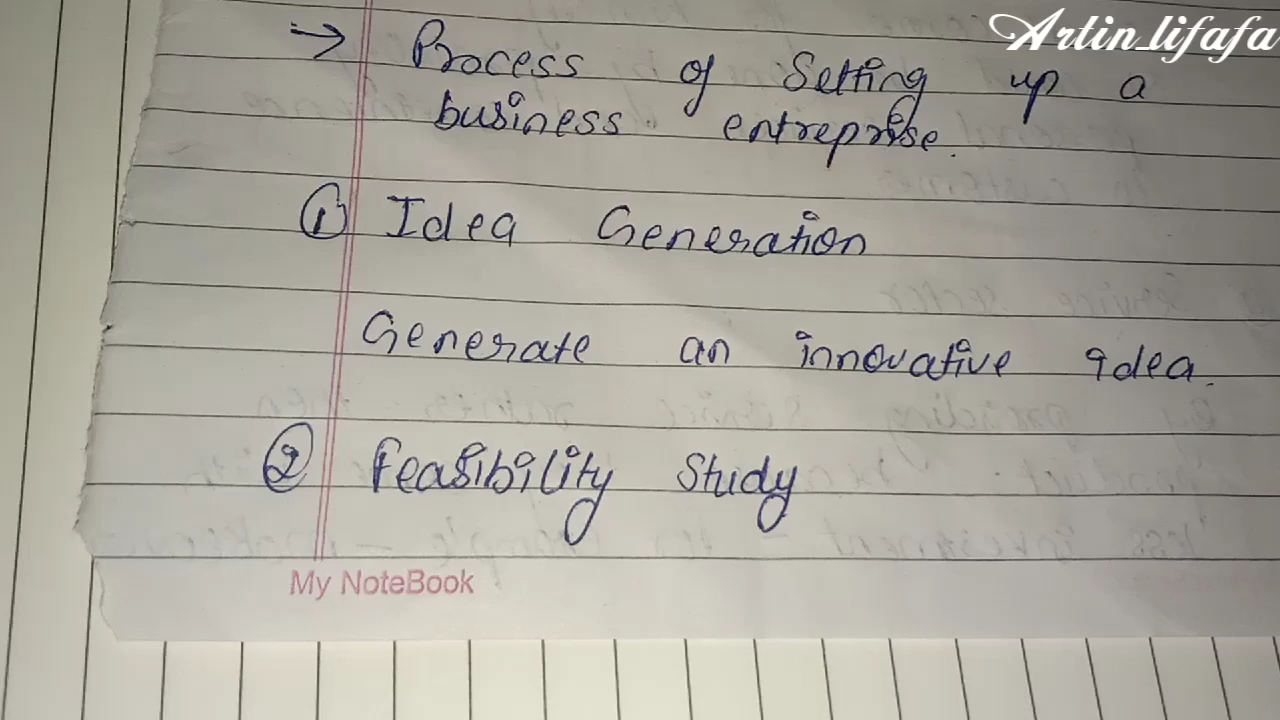 Artin_lifafa
→ Process of Setting up a
business entreprise.
① Idea Generation
Generate an innovative idea.
② Feasibility Study
My NoteBook